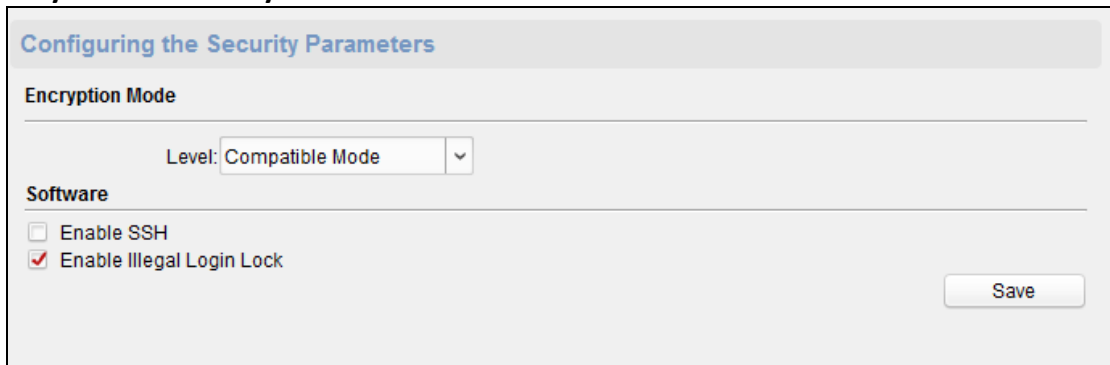 Configuring the Security Parameters
Encryption Mode
Level: Compatible Mode
Software
Enable SSH
Enable Illegal Login Lock
Save